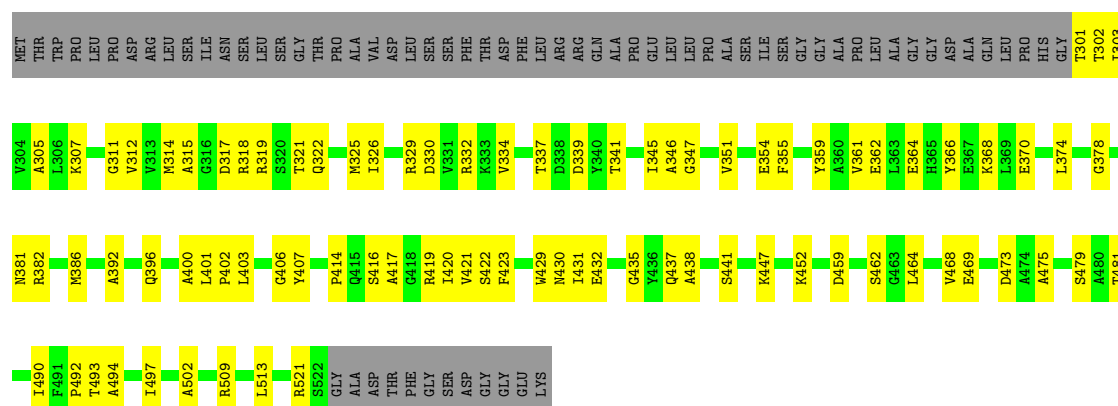 MET THR TRP PRO LEU PRO ASP ARG LEU SER ILE ASN SER LEU SER GLY THR PRO ALA VAL ASP LEU SER SER PHE THR ASP PHE LEU ARG ARG GLN ALA PRO GLU LEU LEU PRO ALA SER ILE SER GLY GLY ALA PRO LEU ALA GLY GLY ASP ALA GLN LEU PRO HIS GLY T301 T302 I303
V304 A305 L306 K307 G311 V312 V313 M314 A315 G316 D317 R318 R319 S320 T321 Q322 M325 I326 R329 D330 V331 R332 K333 V334 T337 D338 D339 Y340 T341 I345 A346 G347 V351 E354 F355 Y359 A360 V361 E362 L363 E364 H365 Y366 E367 K368 L369 E370 L374 G378
N381 R382 M386 A392 Q396 A400 L401 P402 L403 G406 Y407 P414 Q415 S416 A417 G418 R419 I420 V421 S422 F423 W429 N430 I431 E432 G435 Y436 Q437 A438 S441 K447 K452 D459 S462 G463 L464 V468 E469 D473 A474 A475 S479 A480 T481
I490 F491 P492 T493 A494 I497 A502 R509 L513 R521 S522 GLY ALA ASP THR PHE GLY SER ASP GLY GLY GLU LYS